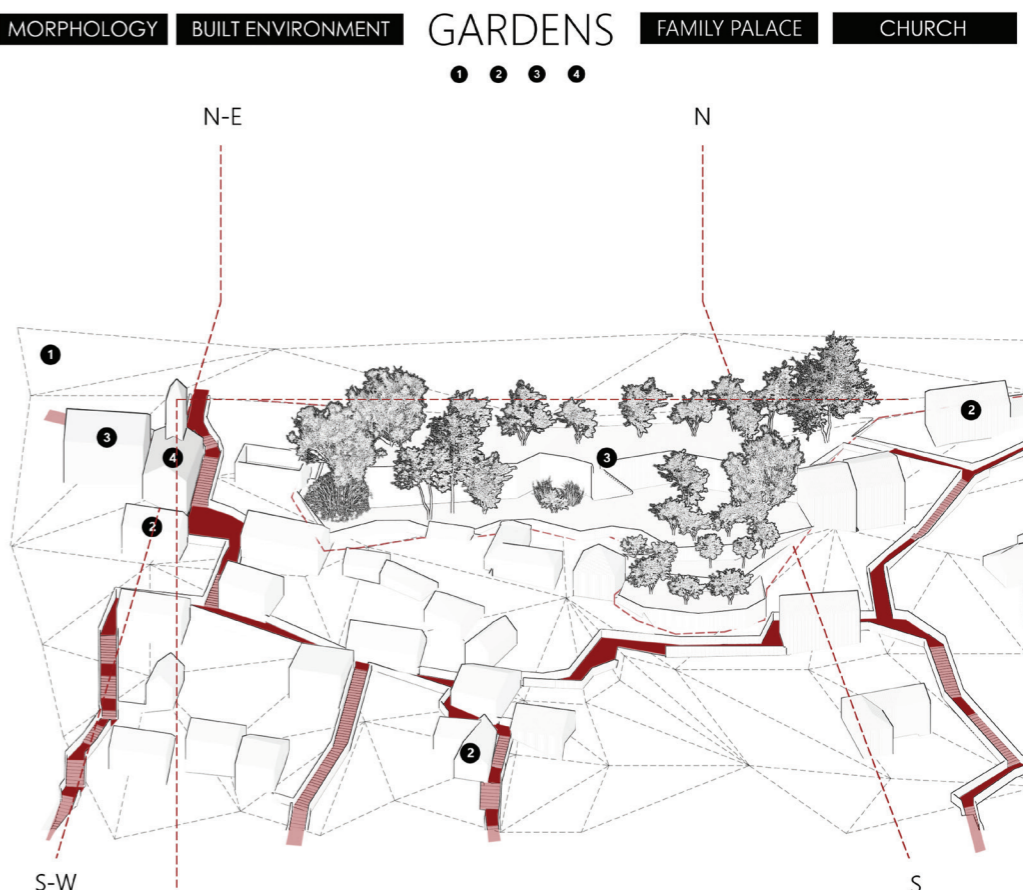 MORPHOLOGY BUILT ENVIRONMENT GARDENS FAMILY PALACE CHURCH
1 2 3 4
N-E N
1
2
3
3
4
2
2
S-W S